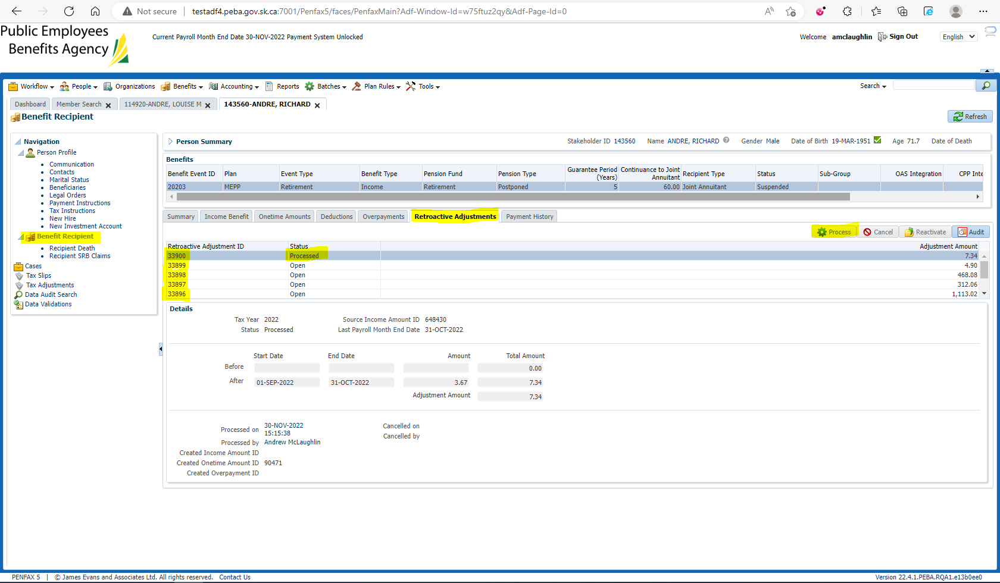 Not secure | testadf4.peba.gov.sk.ca:7001/Penfax5/faces/PenfaxMain?Adf-Window-Id=w75ftuz2qy&Adf-Page-Id=0
Public Employees
Benefits Agency
Current Payroll Month End Date 30-NOV-2022 Payment System Unlocked
Welcome amclaughlin Sign Out English
Workflow People Organizations Benefits Accounting Reports Batches Plan Rules Tools Search
Dashboard Member Search 114920-ANDRE, LOUISE M 143560-ANDRE, RICHARD
Benefit Recipient
Refresh
Navigation
Person Profile
Communication
Contacts
Marital Status
Beneficiaries
Legal Orders
Payment Instructions
Tax Instructions
New Hire
New Investment Account
Benefit Recipient
Recipient Death
Recipient SRB Claims
Cases
Tax Slips
Tax Adjustments
Data Audit Search
Data Validations
Person Summary
Stakeholder ID 143560 Name ANDRE, RICHARD Gender Male Date of Birth 19-MAR-1951 Age 71.7 Date of Death
Benefits
Benefit Event ID Plan Event Type Benefit Type Pension Fund Pension Type Guarantee Period (Years) Continuance to Joint Annuitant Recipient Type Status Sub-Group OAS Integration CPP Inte
20203 MEPP Retirement Income Retirement Postponed 5 60.00 Joint Annuitant Suspended
Summary Income Benefit Onetime Amounts Deductions Overpayments Retroactive Adjustments Payment History
Process Cancel Reactivate Audit
Retroactive Adjustment ID Status Adjustment Amount
33900 Processed 7.34
33899 Open 4.90
33898 Open 468.08
33897 Open 312.06
33896 Open 1,113.02
Details
Tax Year 2022 Source Income Amount ID 648430
Status Processed Last Payroll Month End Date 31-OCT-2022
Start Date End Date Amount Total Amount
Before 0.00
After 01-SEP-2022 31-OCT-2022 3.67 7.34
Adjustment Amount 7.34
Processed on 30-NOV-2022 15:15:38 Cancelled on
Processed by Andrew McLaughlin Cancelled by
Created Income Amount ID
Created Onetime Amount ID 90471
Created Overpayment ID
PENFAX 5 | © James Evans and Associates Ltd. All rights reserved. Contact Us
Version 22.4.1.PEBA.RQA1.e13b0ee0